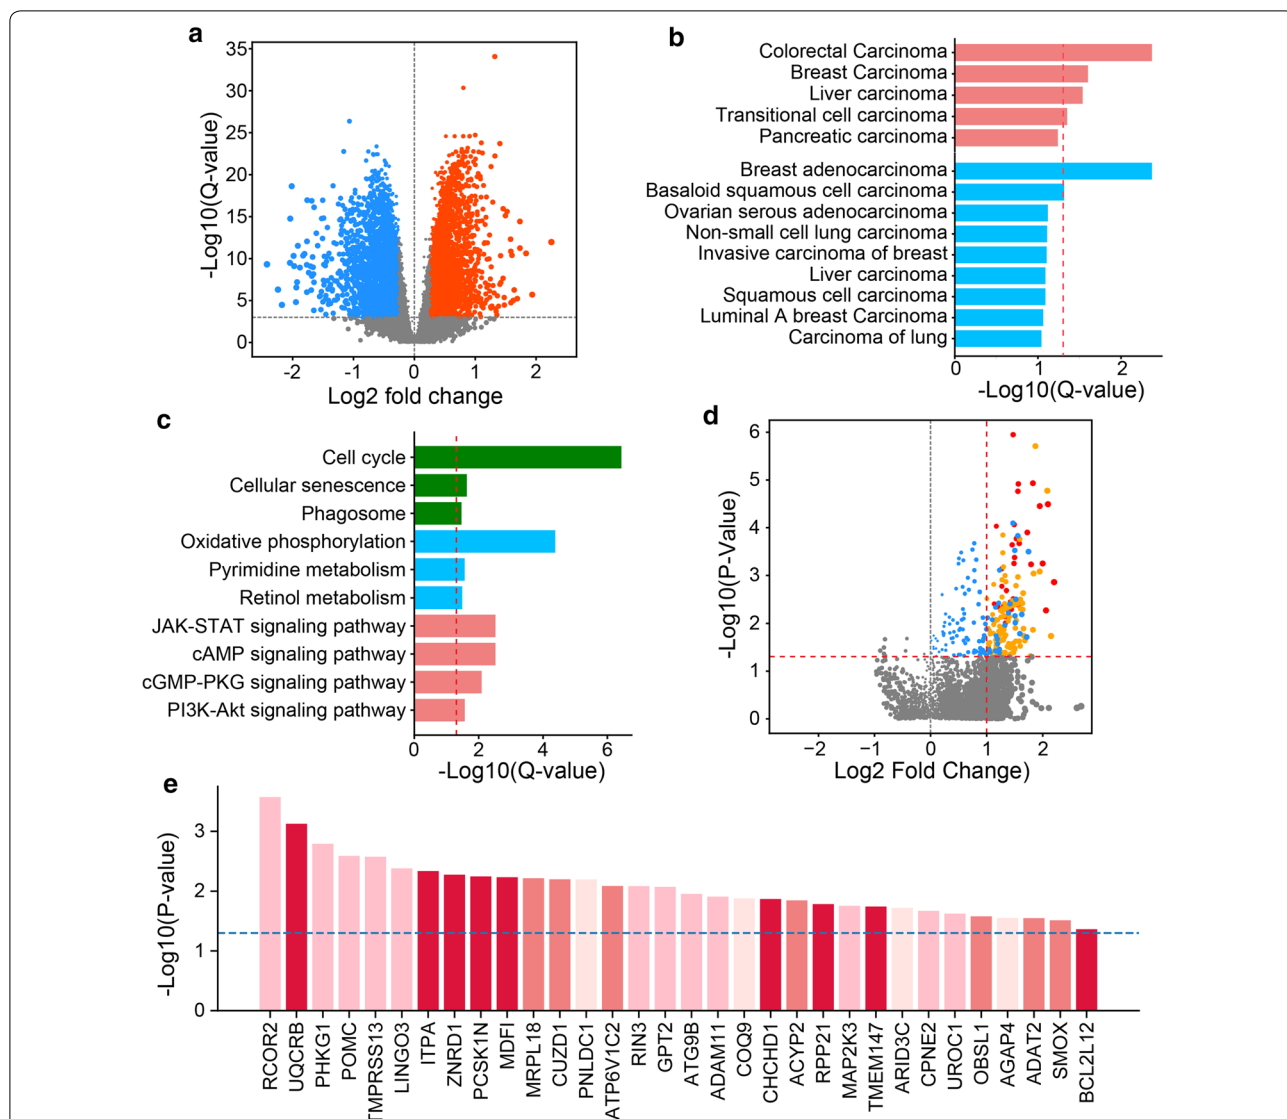 a
35
30
25
20
15
10
5
0
-Log10(Q-value)
-2
-1
0
1
2
Log2 fold change
b
Colorectal Carcinoma
Breast Carcinoma
Liver carcinoma
Transitional cell carcinoma
Pancreatic carcinoma
Breast adenocarcinoma
Basaloid squamous cell carcinoma
Ovarian serous adenocarcinoma
Non-small cell lung carcinoma
Invasive carcinoma of breast
Liver carcinoma
Squamous cell carcinoma
Luminal A breast Carcinoma
Carcinoma of lung
0
1
2
-Log10(Q-value)
c
Cell cycle
Cellular senescence
Phagosome
Oxidative phosphorylation
Pyrimidine metabolism
Retinol metabolism
JAK-STAT signaling pathway
cAMP signaling pathway
cGMP-PKG signaling pathway
PI3K-Akt signaling pathway
0
2
4
6
-Log10(Q-value)
d
6
5
4
3
2
1
0
-Log10(P-Value)
−2
−1
0
1
2
Log2 Fold Change)
e
3
2
1
0
-Log10(P-value)
RCOR2
UQCRB
PHKG1
POMC
TMPRSS13
LINGO3
ITPA
ZNRD1
PCSK1N
MDFI
MRPL18
CUZD1
PNLDC1
ATP6V1C2
RIN3
GPT2
ATG9B
ADAM11
COQ9
CHCHD1
ACYP2
RPP21
MAP2K3
TMEM147
ARID3C
CPNE2
UROC1
OBSL1
AGAP4
ADAT2
SMOX
BCL2L12